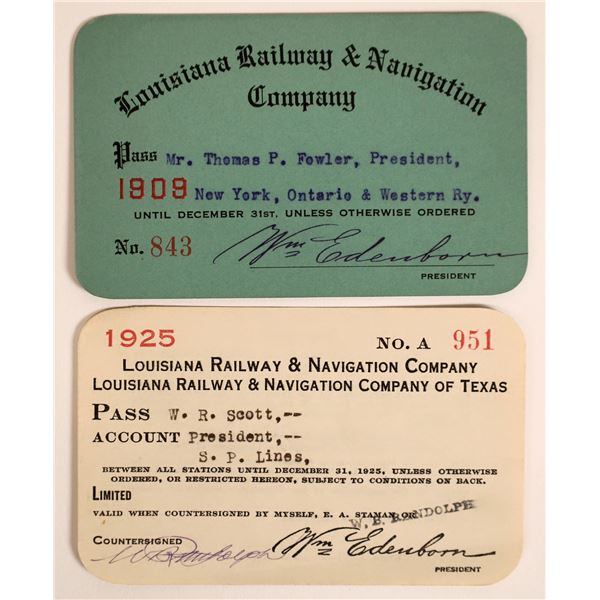 Louisiana Railway & Navigation
Company
Pass Mr. Thomas P. Fowler, President,
1909 New York, Ontario & Western Ry.
UNTIL DECEMBER 31ST. UNLESS OTHERWISE ORDERED
No. 843 Wm Edenborn
PRESIDENT
1925 NO. A 951
LOUISIANA RAILWAY & NAVIGATION COMPANY
LOUISIANA RAILWAY & NAVIGATION COMPANY OF TEXAS
PASS W. R. Scott,--
ACCOUNT President,--
S. P. Lines,
BETWEEN ALL STATIONS UNTIL DECEMBER 31, 1925, UNLESS OTHERWISE
ORDERED, OR RESTRICTED HEREON, SUBJECT TO CONDITIONS ON BACK.
LIMITED
VALID WHEN COUNTERSIGNED BY MYSELF, E. A. STAMAN OR W. B. RANDOLPH
COUNTERSIGNED
W B Randolph Wm Edenborn
PRESIDENT